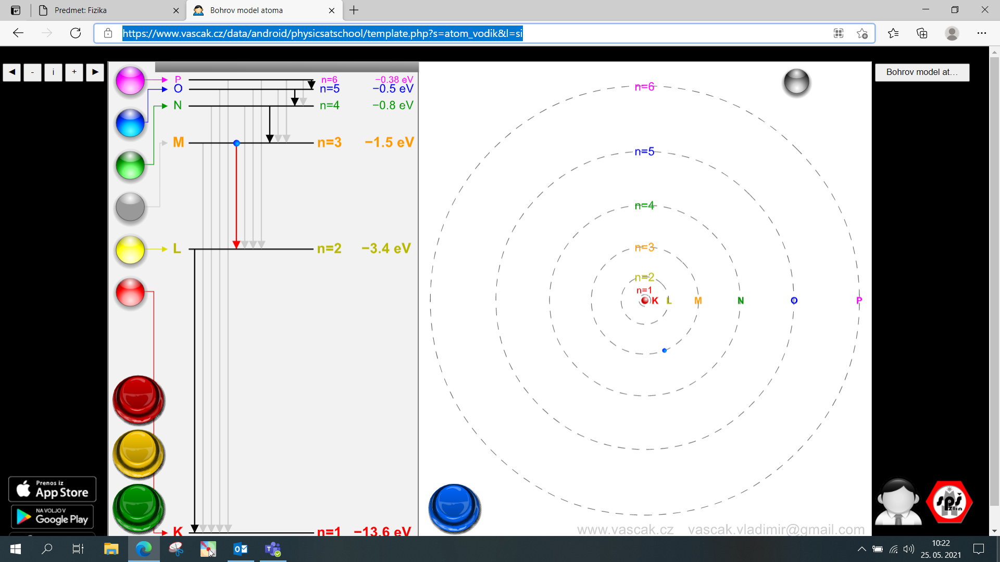 Predmet: Fizika
Bohrov model atoma
https://www.vascak.cz/data/android/physicsatschool/template.php?s=atom_vodik&l=si
- i +
Bohrov model at...
P n=6 −0.38 eV
O n=5 −0.5 eV
N n=4 −0.8 eV
M n=3 −1.5 eV
L n=2 −3.4 eV
K n=1 −13.6 eV
n=6
n=5
n=4
n=3
n=2
n=1
K L M N O P
Prenos iz
App Store
NA VOLJO V
Google Play
sPš
Zlín
www.vascak.cz vascak.vladimir@gmail.com
10:22
25. 05. 2021